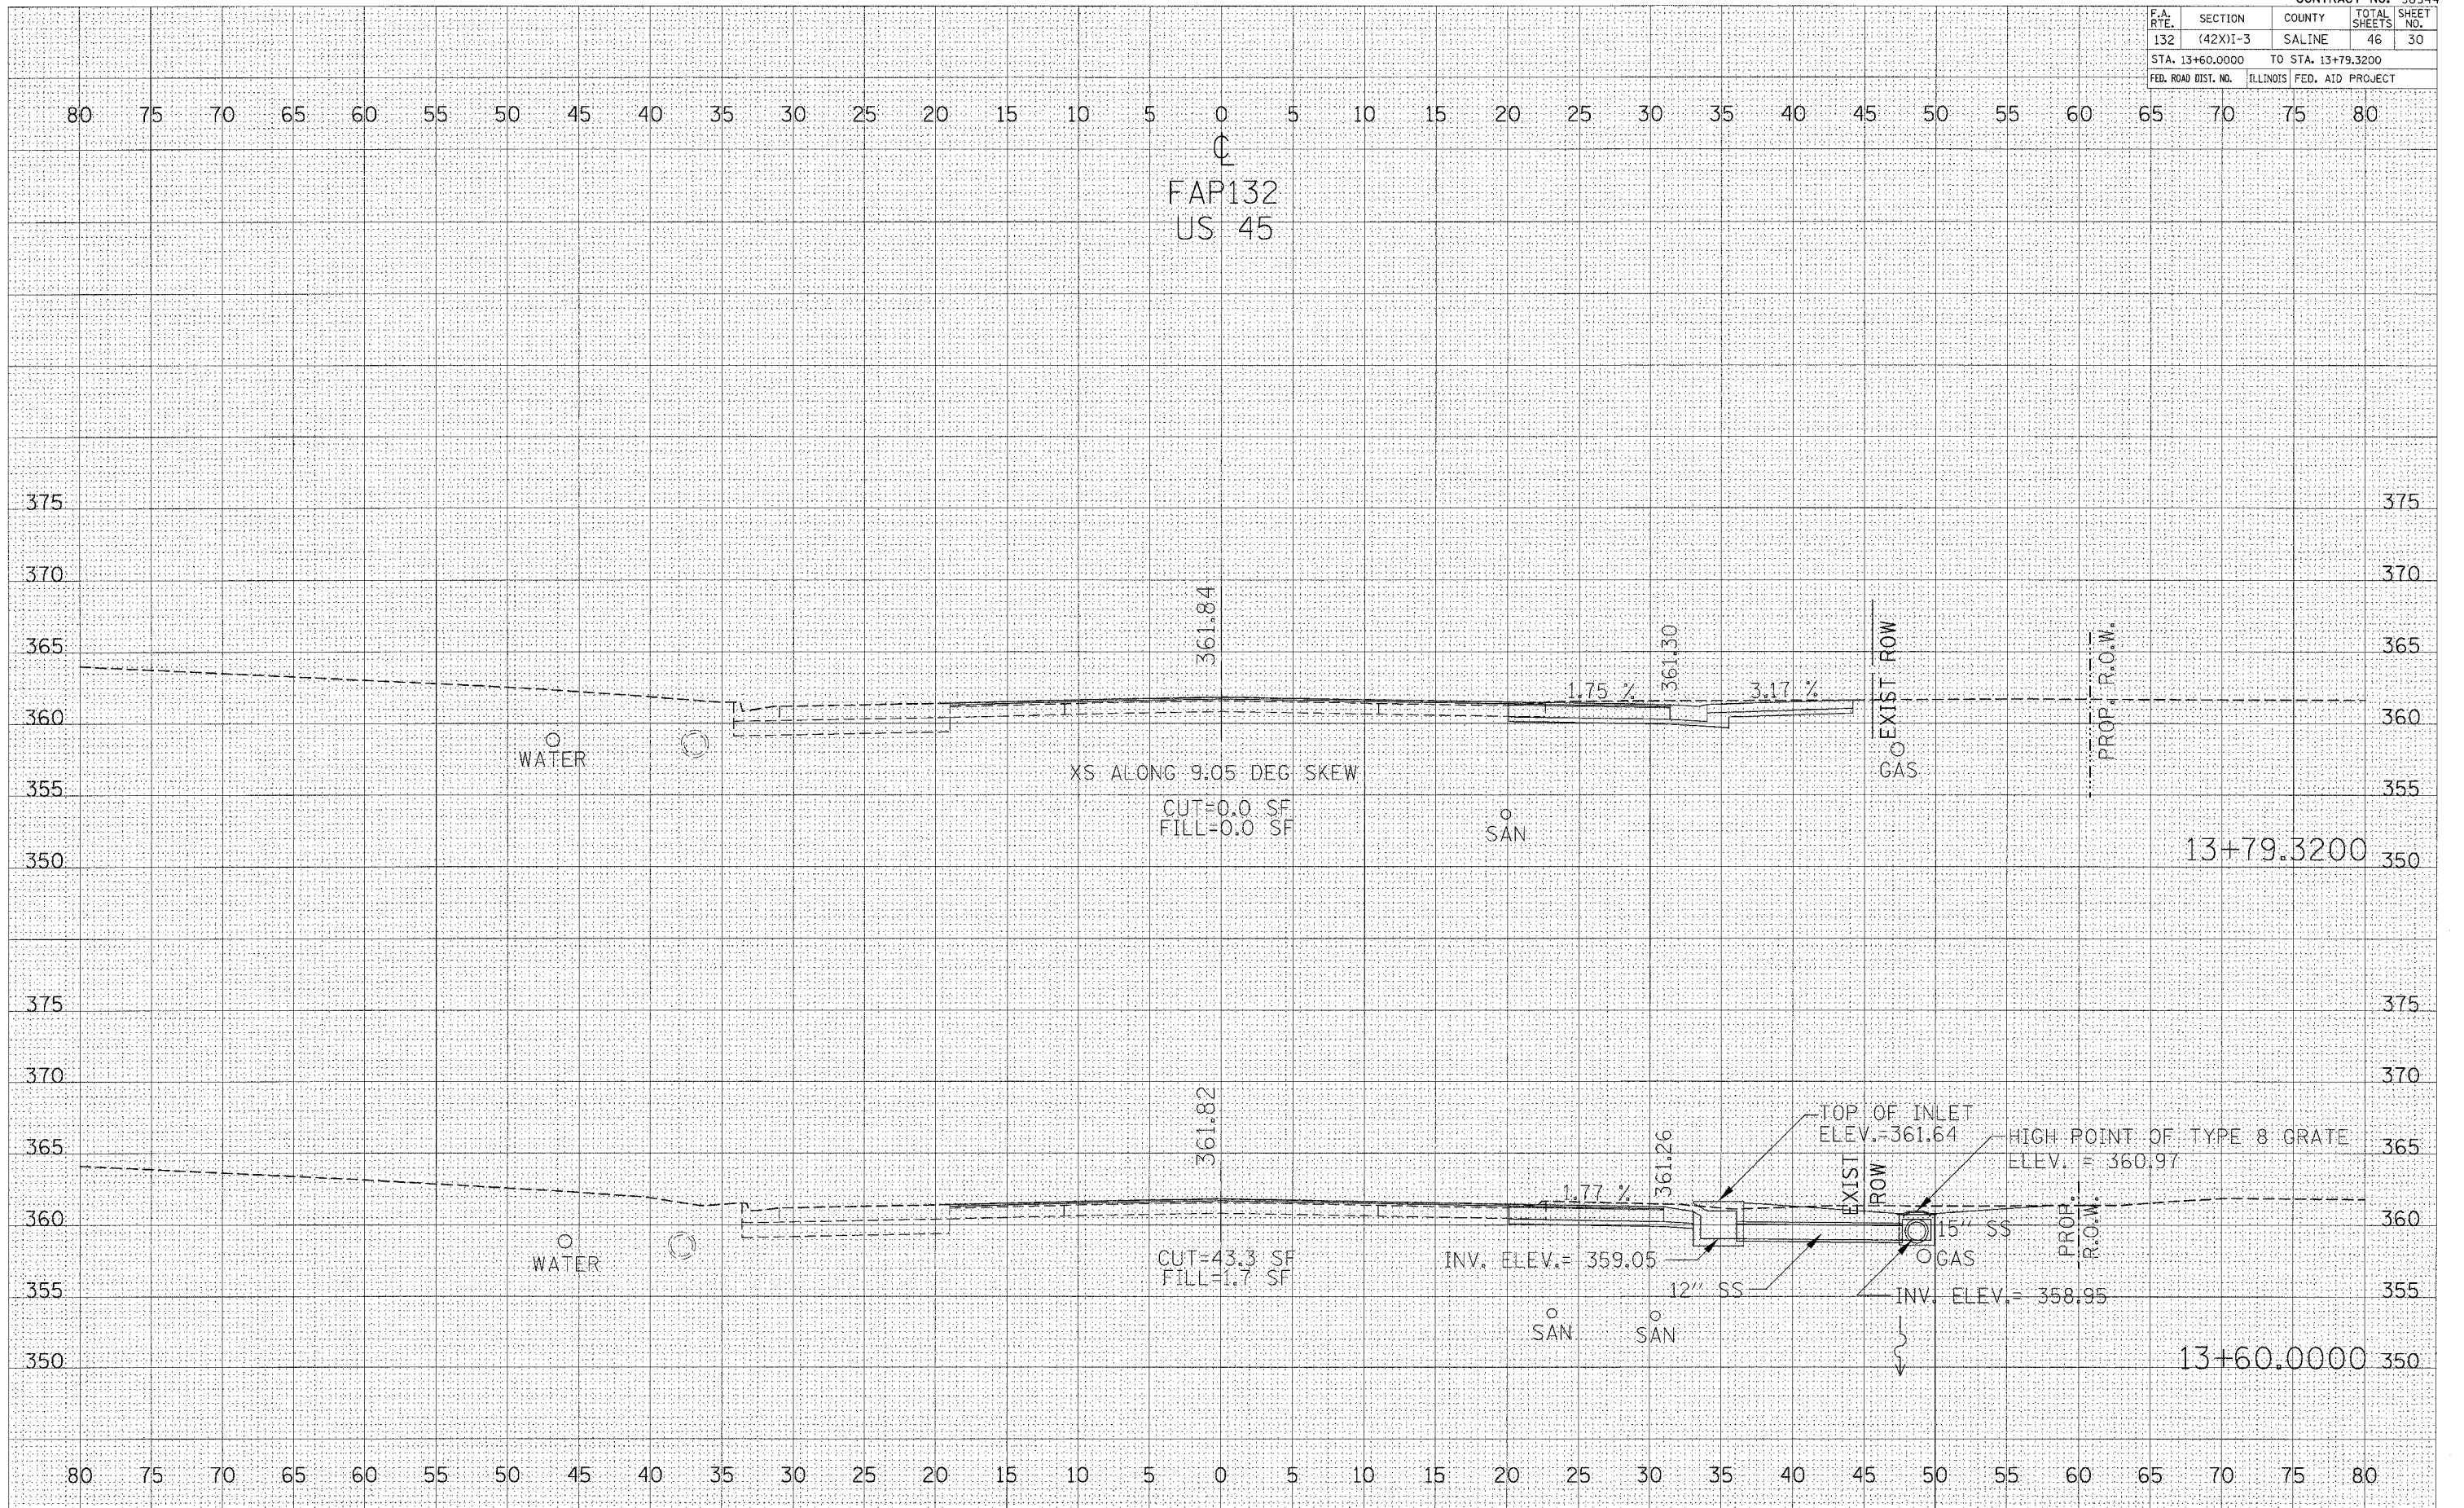 CONTRACT NO.
F.A. RTE. SECTION COUNTY TOTAL SHEETS SHEET NO.
132 (42X)I-3 SALINE 46 30
STA. 13+60.0000 TO STA. 13+79.3200
FED. ROAD DIST. NO. ILLINOIS FED. AID PROJECT
80 75 70 65 60 55 50 45 40 35 30 25 20 15 10 5 0 5 10 15 20 25 30 35 40 45 50 55 60 65 70 75 80
℄
FAP132
US 45
375 375
370 370
361.84
361.30
365 EXIST ROW PROP. R.O.W. 365
1.75 % 3.17 %
360 360
WATER
GAS
XS ALONG 9.05 DEG SKEW
355 355
CUT=0.0 SF
FILL=0.0 SF
SAN
13+79.3200
350 350
375 375
370 370
361.82
361.26
TOP OF INLET
ELEV.=361.64
HIGH POINT OF TYPE 8 GRATE
ELEV. = 360.97
365 365
EXIST ROW
1.77 %
360 360
15" SS
PROP. R.O.W.
WATER
CUT=43.3 SF
FILL=1.7 SF
INV. ELEV.= 359.05
GAS
12" SS
INV. ELEV.= 358.95
355 355
SAN SAN
13+60.0000
350 350
80 75 70 65 60 55 50 45 40 35 30 25 20 15 10 5 0 5 10 15 20 25 30 35 40 45 50 55 60 65 70 75 80